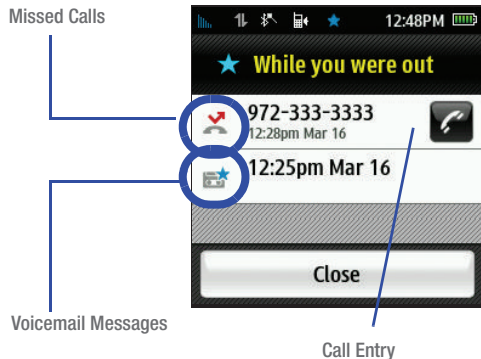 Missed Calls
12:48PM
While you were out
972-333-3333
12:28pm Mar 16
12:25pm Mar 16
Close
Voicemail Messages
Call Entry